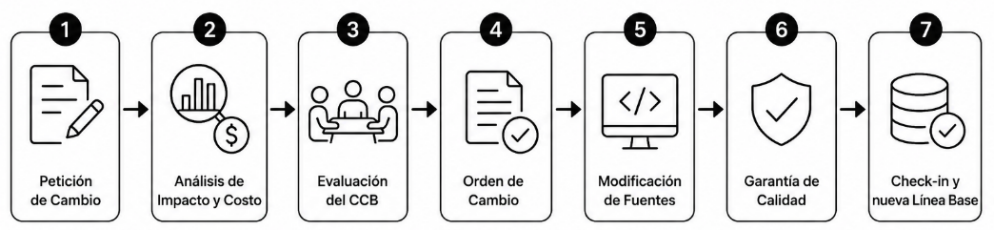 1
2
3
4
5
6
7
$
</>
Petición
de Cambio
Análisis de
Impacto y Costo
Evaluación
del CCB
Orden de
Cambio
Modificación
de Fuentes
Garantía de
Calidad
Check-in y
nueva Línea Base